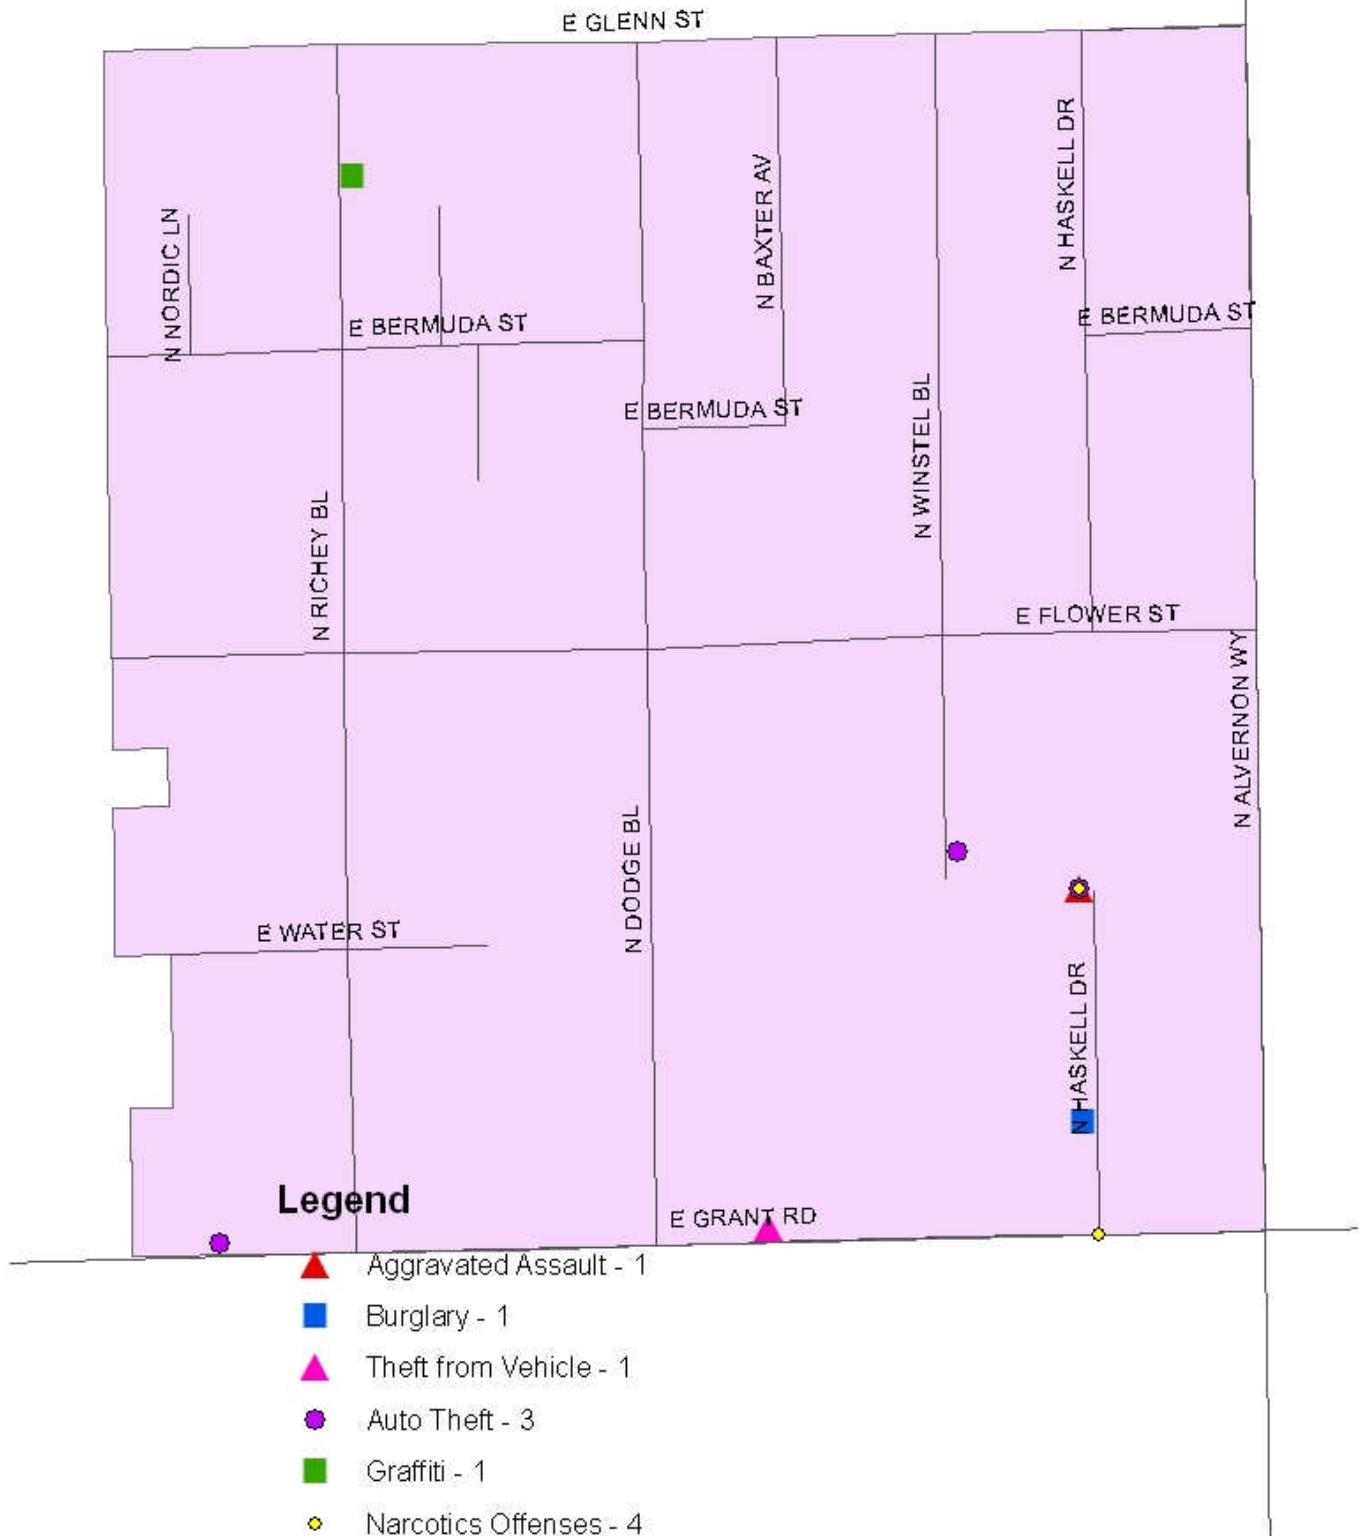 E GLENN ST
N HASKELL DR
N BAXTER AV
N NORDIC LN
E BERMUDA ST
E BERMUDA ST
E BERMUDA ST
N WINSTEL BL
N RICHEY BL
E FLOWER ST
N ALVERNON WY
N DODGE BL
E WATER ST
N HASKELL DR
Legend
E GRANT RD
Aggravated Assault - 1
Burglary - 1
Theft from Vehicle - 1
Auto Theft - 3
Graffiti - 1
Narcotics Offenses - 4